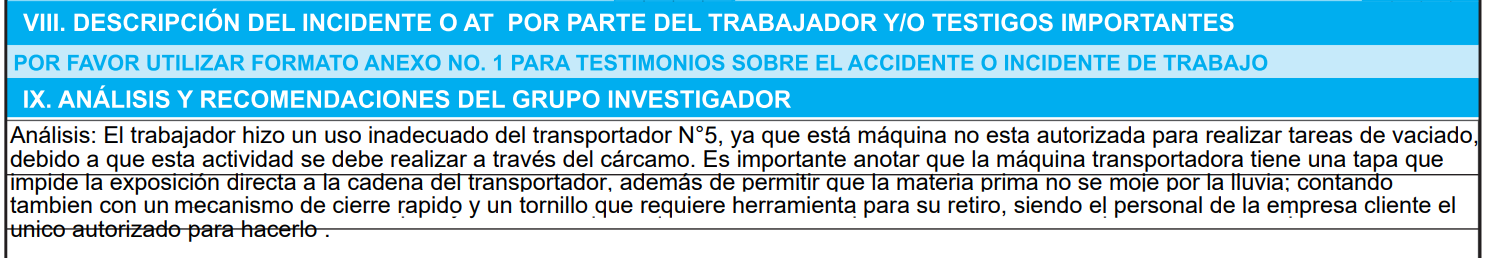 VIII. DESCRIPCIÓN DEL INCIDENTE O AT POR PARTE DEL TRABAJADOR Y/O TESTIGOS IMPORTANTES
POR FAVOR UTILIZAR FORMATO ANEXO NO. 1 PARA TESTIMONIOS SOBRE EL ACCIDENTE O INCIDENTE DE TRABAJO
IX. ANÁLISIS Y RECOMENDACIONES DEL GRUPO INVESTIGADOR
Análisis: El trabajador hizo un uso inadecuado del transportador N°5, ya que está máquina no esta autorizada para realizar tareas de vaciado,
debido a que esta actividad se debe realizar a través del cárcamo. Es importante anotar que la máquina transportadora tiene una tapa que
impide la exposición directa a la cadena del transportador, además de permitir que la materia prima no se moje por la lluvia; contando
tambien con un mecanismo de cierre rapido y un tornillo que requiere herramienta para su retiro, siendo el personal de la empresa cliente el
unico autorizado para hacerlo .